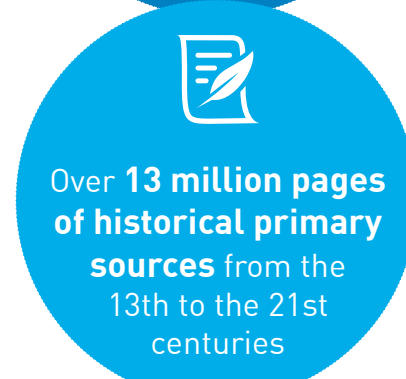 Over 13 million pages
of historical primary
sources from the
13th to the 21st
centuries